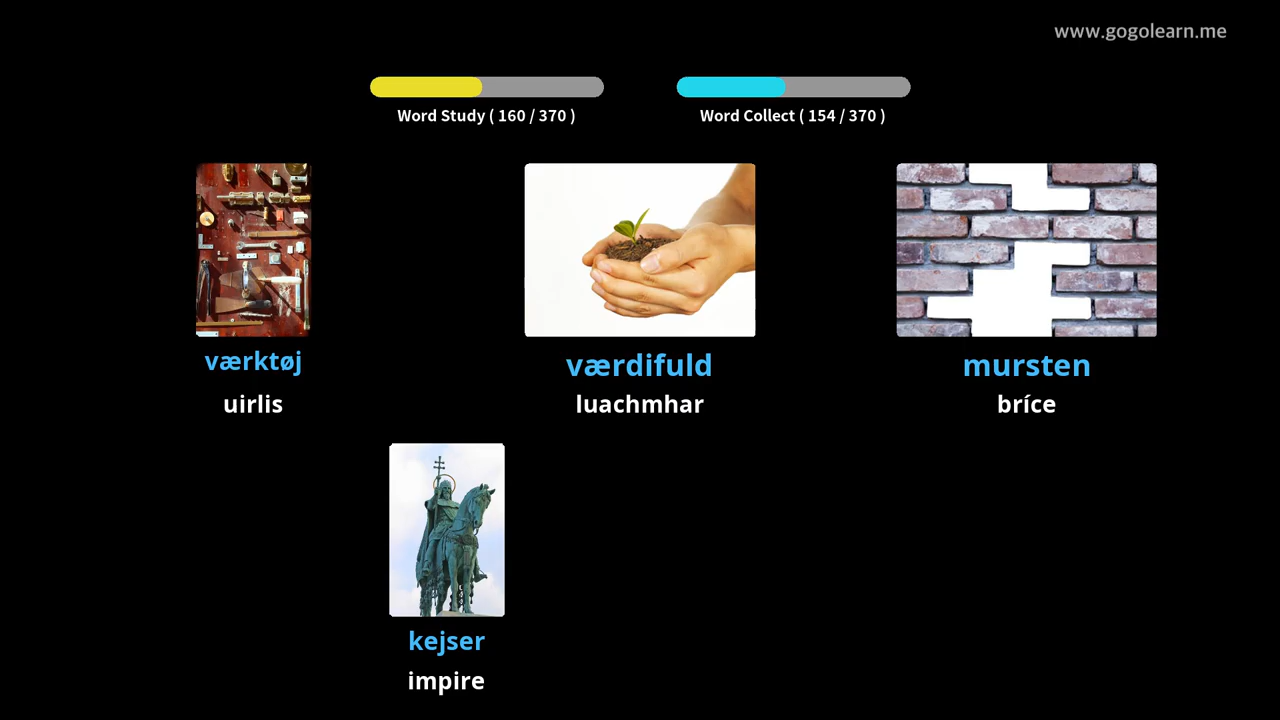 www.gogolearn.me
Word Study ( 160 / 370 )
Word Collect ( 154 / 370 )
værktøj
uirlis
værdifuld
luachmhar
mursten
bríce
kejser
impire